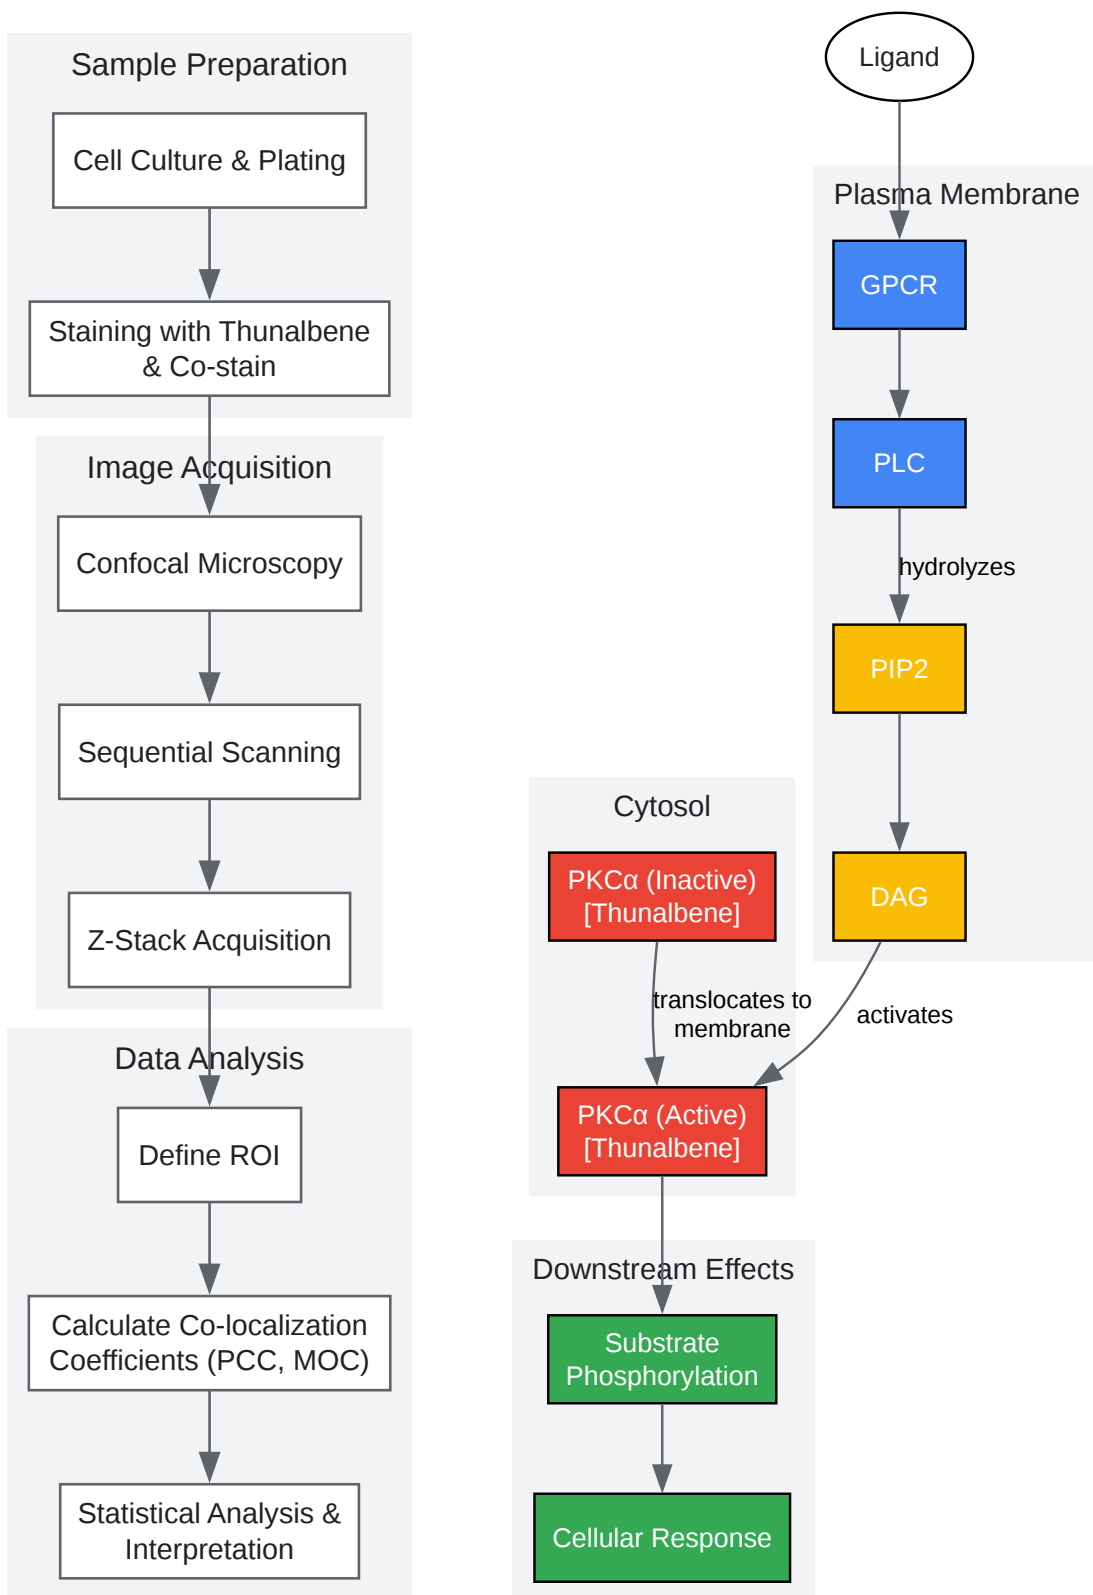 Sample Preparation
Cell Culture & Plating
Staining with Thunalbene
& Co-stain
Image Acquisition
Confocal Microscopy
Sequential Scanning
Z-Stack Acquisition
Data Analysis
Define ROI
Calculate Co-localization
Coefficients (PCC, MOC)
Statistical Analysis &
Interpretation
Ligand
Plasma Membrane
GPCR
PLC
hydrolyzes
PIP2
DAG
activates
Cytosol
PKCα (Inactive)
[Thunalbene]
translocates to
membrane
PKCα (Active)
[Thunalbene]
Downstream Effects
Substrate
Phosphorylation
Cellular Response